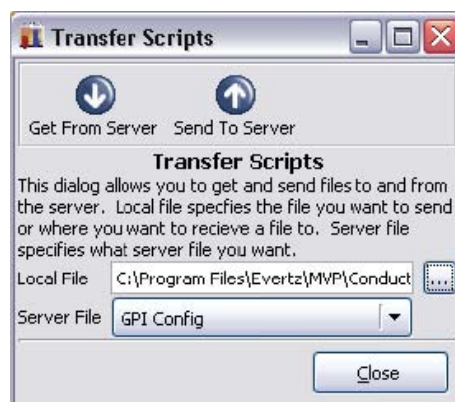 Transfer Scripts
Get From Server Send To Server
Transfer Scripts
This dialog allows you to get and send files to and from
the server. Local file specfies the file you want to send
or where you want to recieve a file to. Server file
specifies what server file you want.
Local File C:\Program Files\Evertz\MVP\Conduct ...
Server File GPI Config
Close